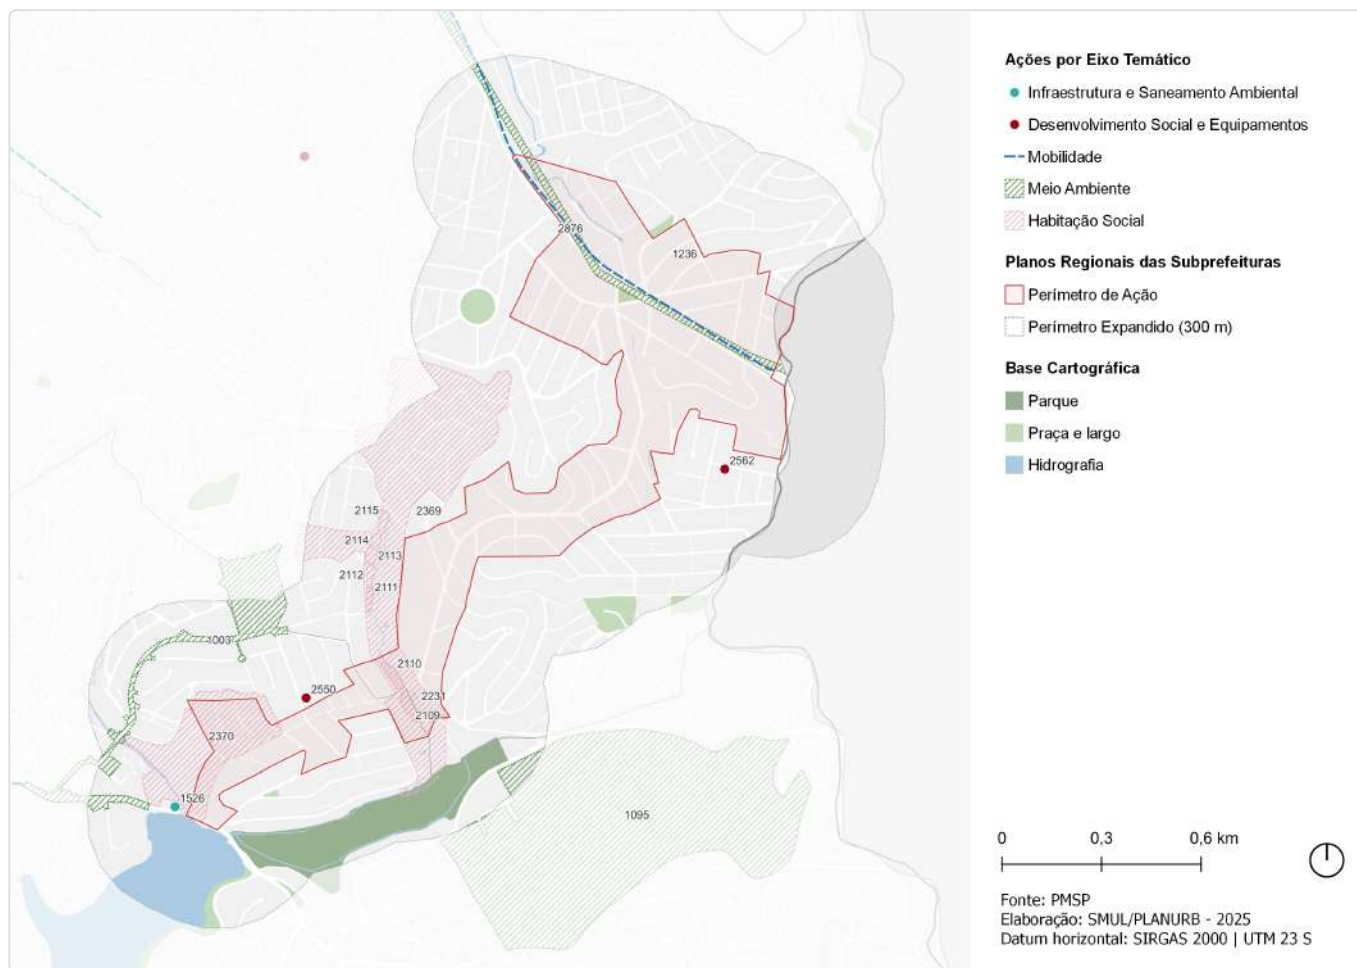 Ações por Eixo Temático
Infraestrutura e Saneamento Ambiental
Desenvolvimento Social e Equipamentos
Mobilidade
Meio Ambiente
Habitação Social
Planos Regionais das Subprefeituras
Perímetro de Ação
Perímetro Expandido (300 m)
Base Cartográfica
Parque
Praça e largo
Hidrografia
2876
1236
2562
2115
2369
2114
2113
2112
2111
1003
2110
2550
2231
2109
2370
1526
1095
0 0,3 0,6 km
Fonte: PMSP
Elaboração: SMUL/PLANURB - 2025
Datum horizontal: SIRGAS 2000 | UTM 23 S